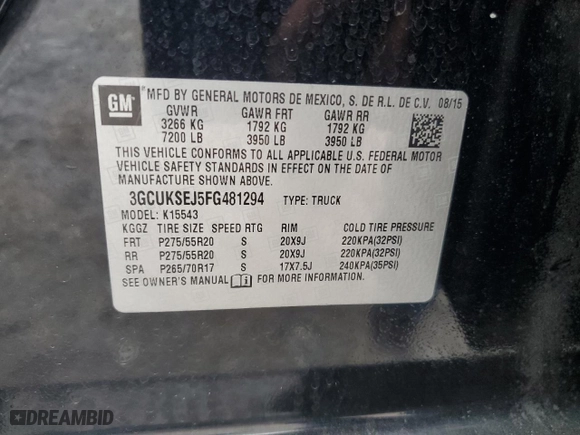 GM MFD BY GENERAL MOTORS DE MEXICO, S. DE R.L. DE C.V. 08/15
GVWR GAWR FRT GAWR RR
3266 KG 1792 KG 1792 KG
7200 LB 3950 LB 3950 LB
THIS VEHICLE CONFORMS TO ALL APPLICABLE U.S. FEDERAL MOTOR
VEHICLE SAFETY STANDARDS IN EFFECT ON THE DATE OF
MANUFACTURE SHOWN ABOVE.
3GCUKSEJ5FG481294 TYPE: TRUCK
MODEL: K15543
KGGZ TIRE SIZE SPEED RTG RIM COLD TIRE PRESSURE
FRT P275/55R20 S 20X9J 220KPA(32PSI)
RR P275/55R20 S 20X9J 220KPA(32PSI)
SPA P265/70R17 S 17X7.5J 240KPA(35PSI)
SEE OWNER'S MANUAL FOR MORE INFORMATION.
DREAMBID